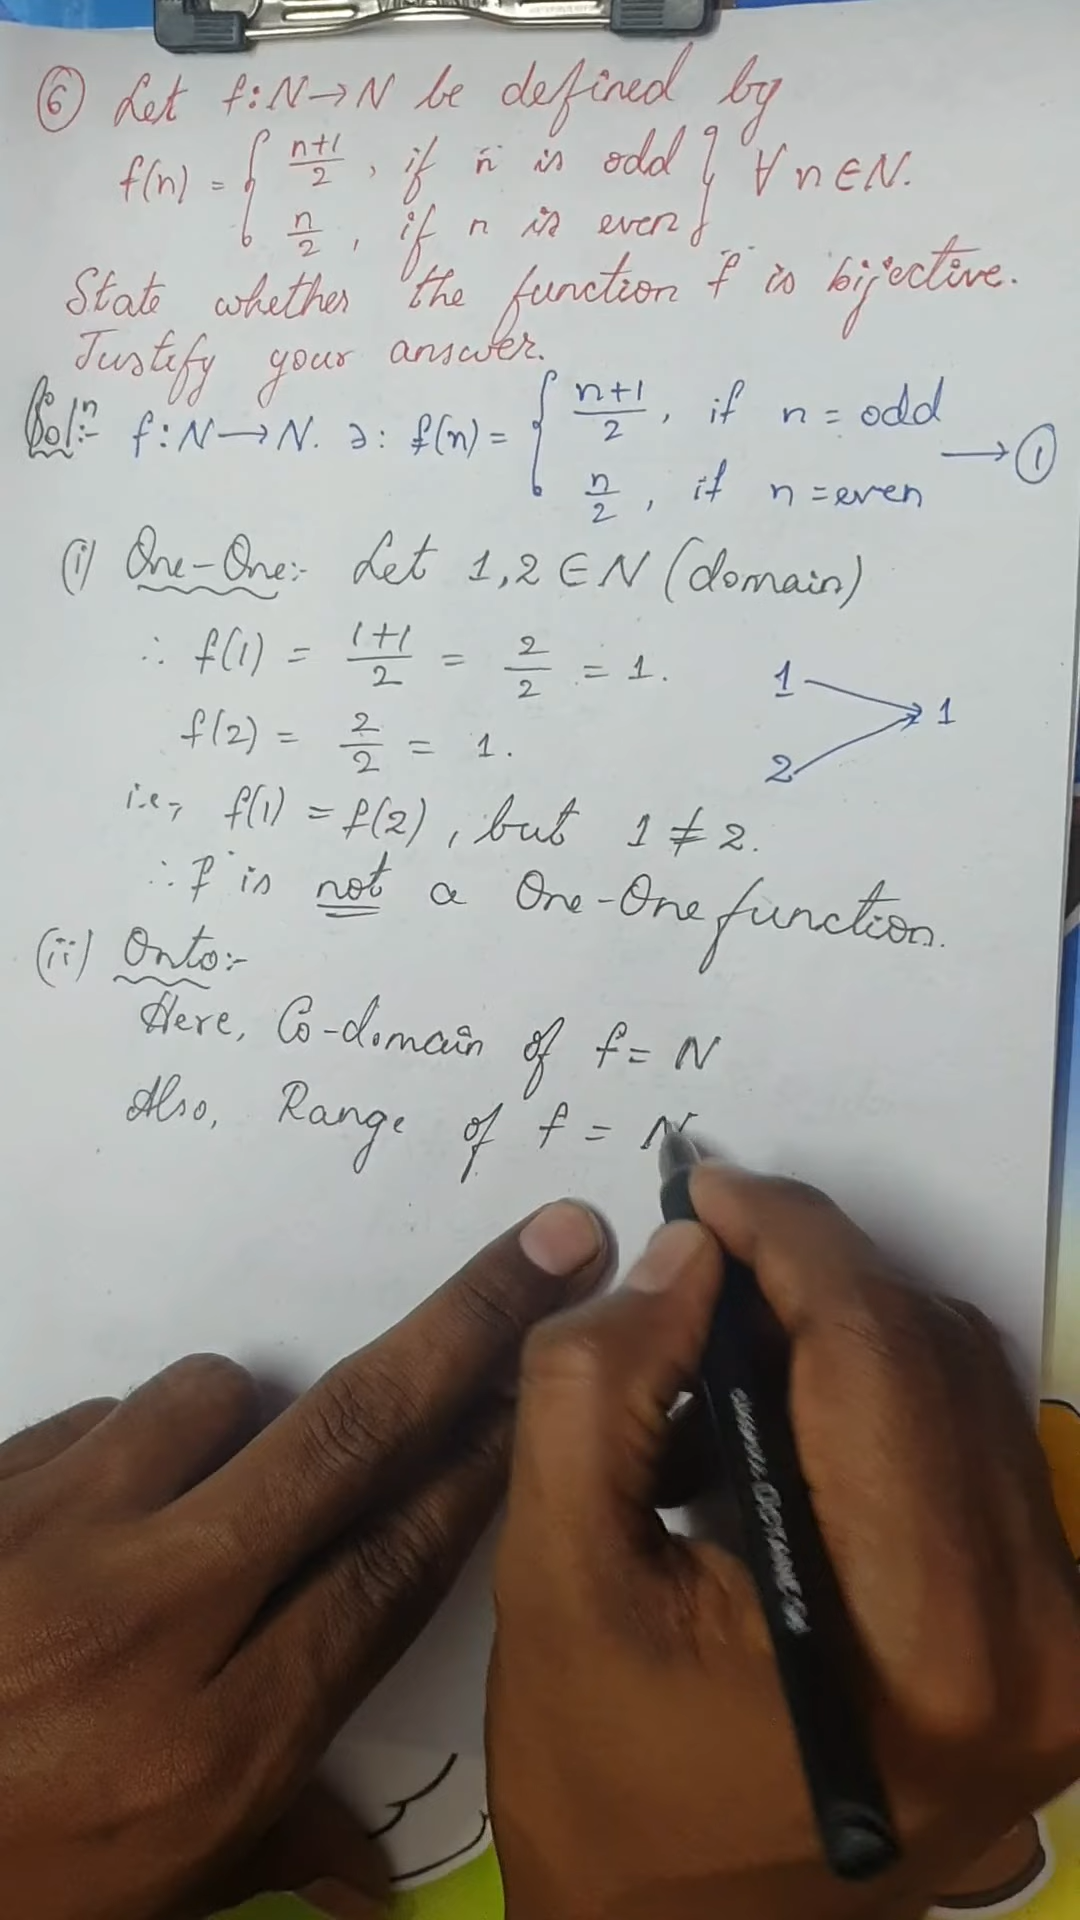 ⑥ Let f:N→N be defined by
f(n) = { (n+1)/2, if n is odd
n/2, if n is even } ∀ n∈N.
State whether the function f is bijective.
Justify your answer.
Solⁿ:- f:N→N. ∋: f(n) = { (n+1)/2, if n = odd
n/2, if n = even → ①
(i) One-One:- Let 1,2 ∈ N (domain)
∴ f(1) = (1+1)/2 = 2/2 = 1.
f(2) = 2/2 = 1.
1
2
→ 1
i.e., f(1) = f(2), but 1 ≠ 2.
∴ f is not a One-One function.
(ii) Onto:-
Here, Co-domain of f = N
Also, Range of f = N